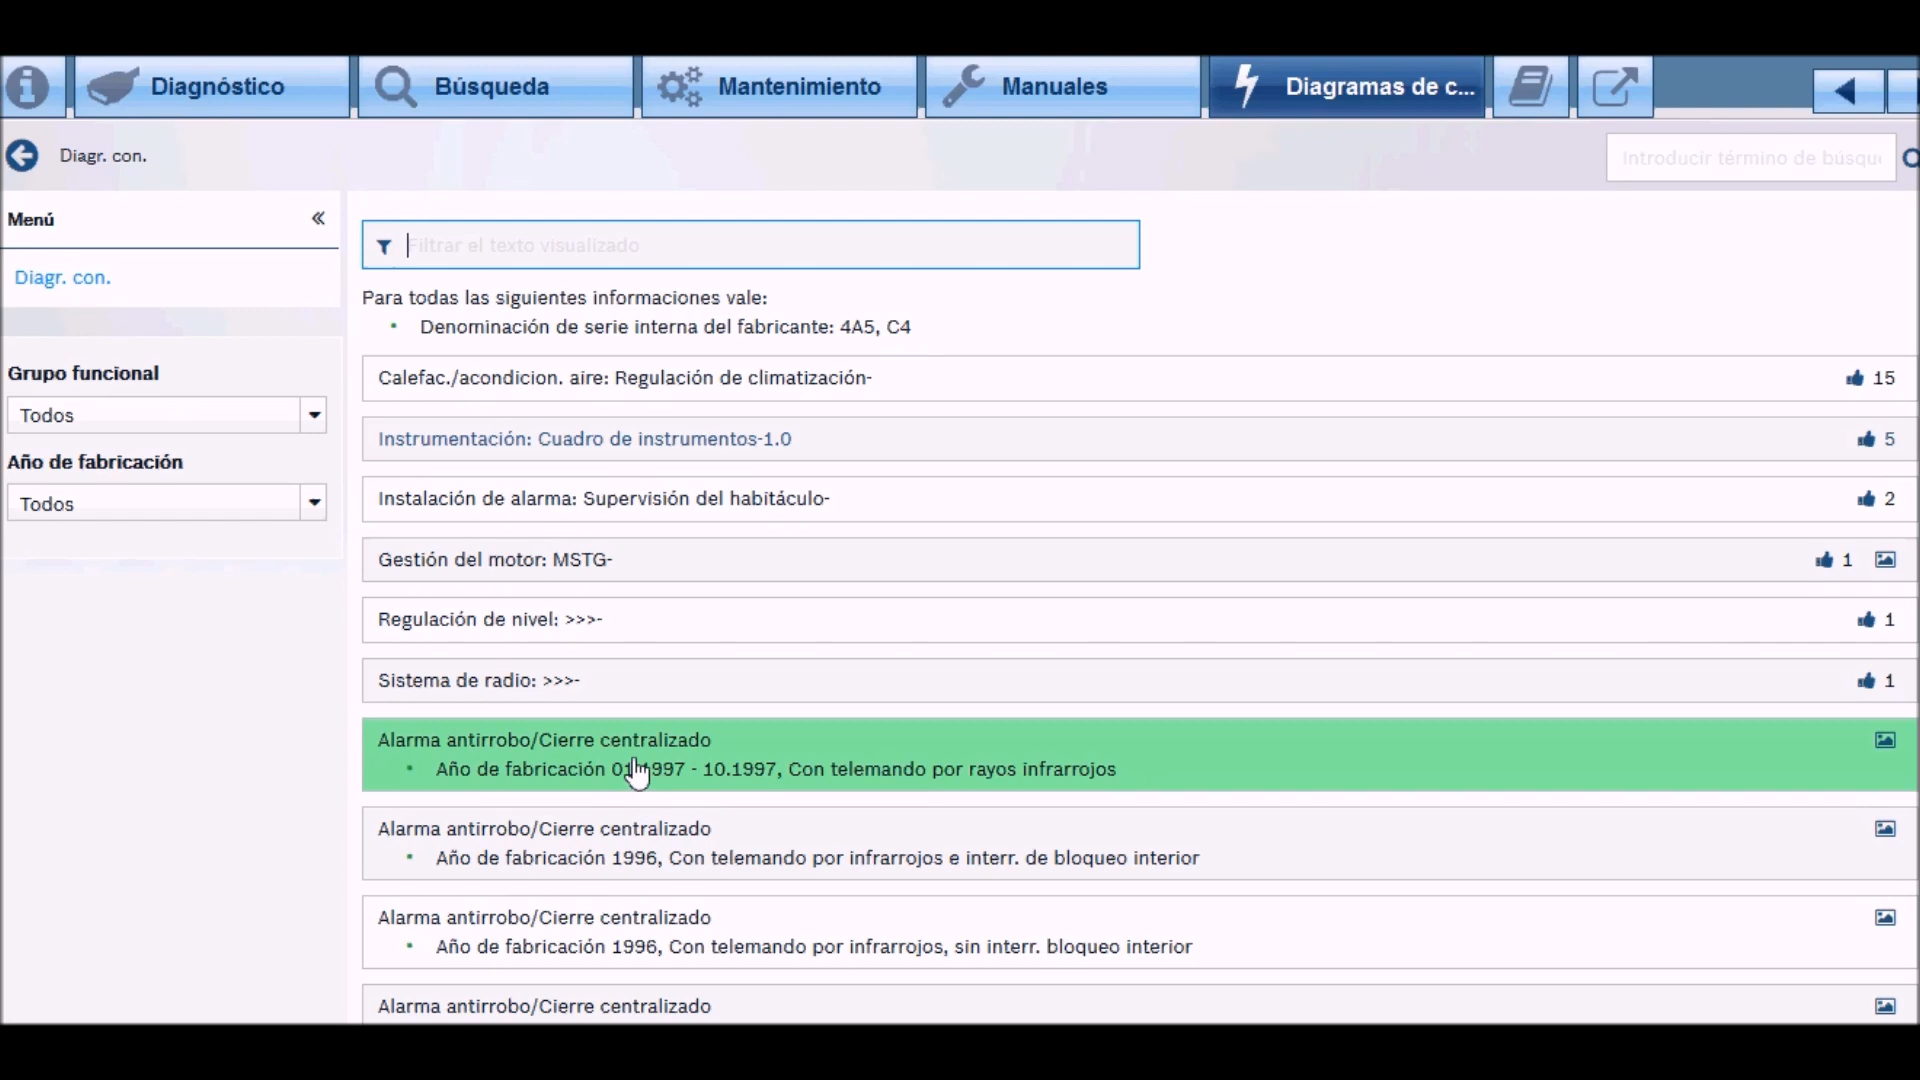 Diagnóstico
Búsqueda
Mantenimiento
Manuales
Diagramas de c...
Diagr. con.
Introducir término de búsqu
Menú
«
Diagr. con.
Grupo funcional
Todos
Año de fabricación
Todos
Filtrar el texto visualizado
Para todas las siguientes informaciones vale:
• Denominación de serie interna del fabricante: 4A5, C4
Calefac./acondicion. aire: Regulación de climatización- 15
Instrumentación: Cuadro de instrumentos-1.0 5
Instalación de alarma: Supervisión del habitáculo- 2
Gestión del motor: MSTG- 1
Regulación de nivel: >>>- 1
Sistema de radio: >>>- 1
Alarma antirrobo/Cierre centralizado
• Año de fabricación - 10.1997, Con telemando por rayos infrarrojos
Alarma antirrobo/Cierre centralizado
• Año de fabricación 1996, Con telemando por infrarrojos e interr. de bloqueo interior
Alarma antirrobo/Cierre centralizado
• Año de fabricación 1996, Con telemando por infrarrojos, sin interr. bloqueo interior
Alarma antirrobo/Cierre centralizado